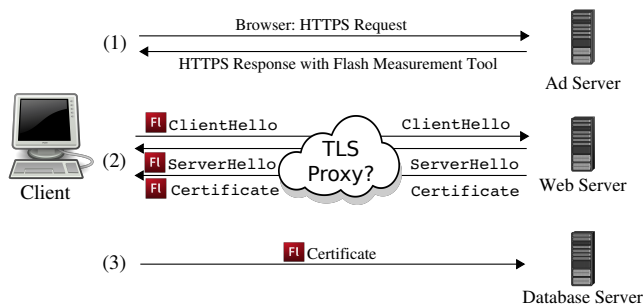 Browser: HTTPS Request
(1)
HTTPS Response with Flash Measurement Tool
Ad Server
Fl ClientHello
ClientHello
TLS
Proxy?
(2)
Fl ServerHello
ServerHello
Fl Certificate
Certificate
Client
Web Server
(3)
Fl Certificate
Database Server